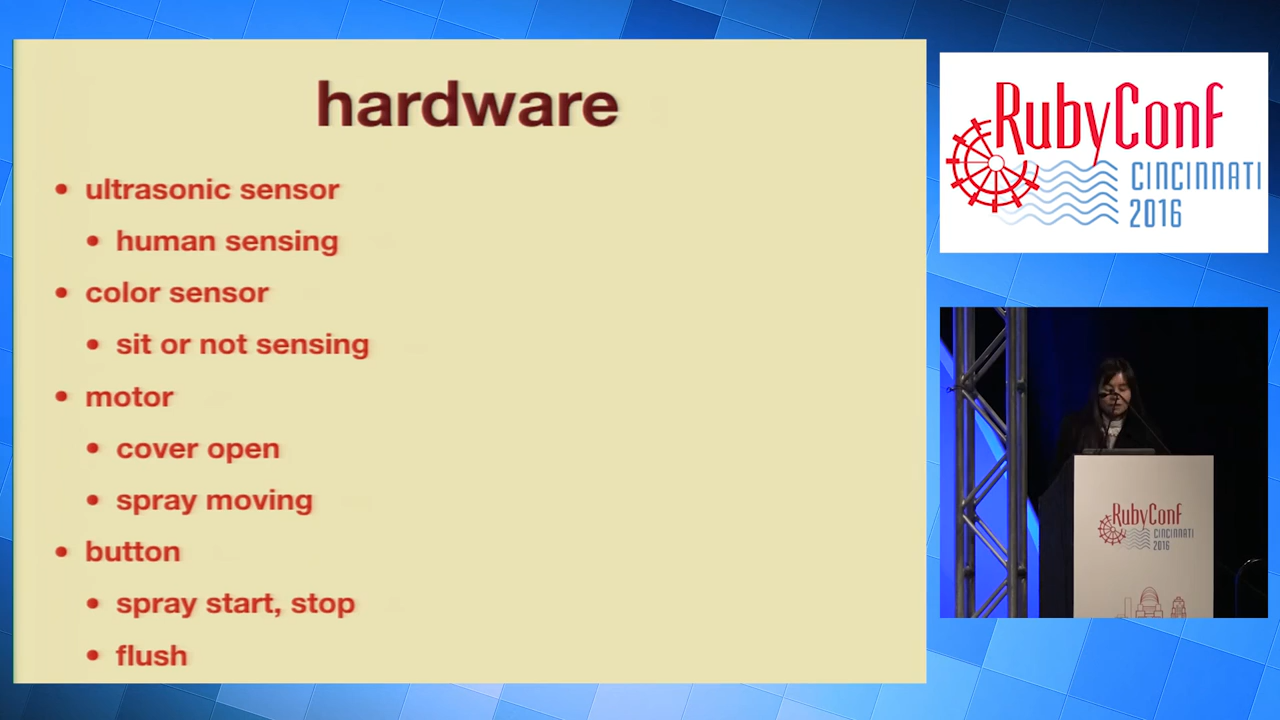 hardware
• ultrasonic sensor
• human sensing
• color sensor
• sit or not sensing
• motor
• cover open
• spray moving
• button
• spray start, stop
• flush
RubyConf
CINCINNATI
2016
RubyConf
CINCINNATI
2016